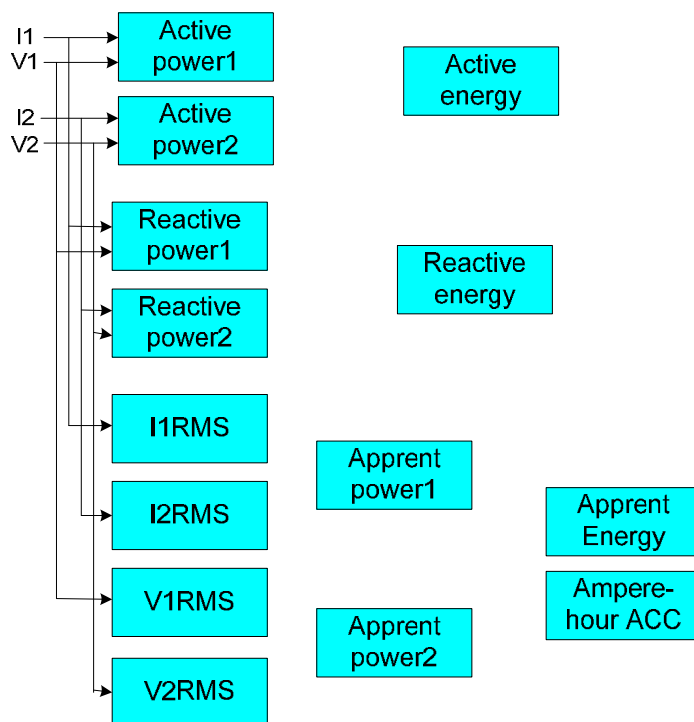 I1
V1
I2
V2
Active
power1
Active
power2
Reactive
power1
Reactive
power2
I1RMS
I2RMS
V1RMS
V2RMS
Active
energy
Reactive
energy
Apprent
power1
Apprent
power2
Apprent
Energy
Ampere-
hour ACC